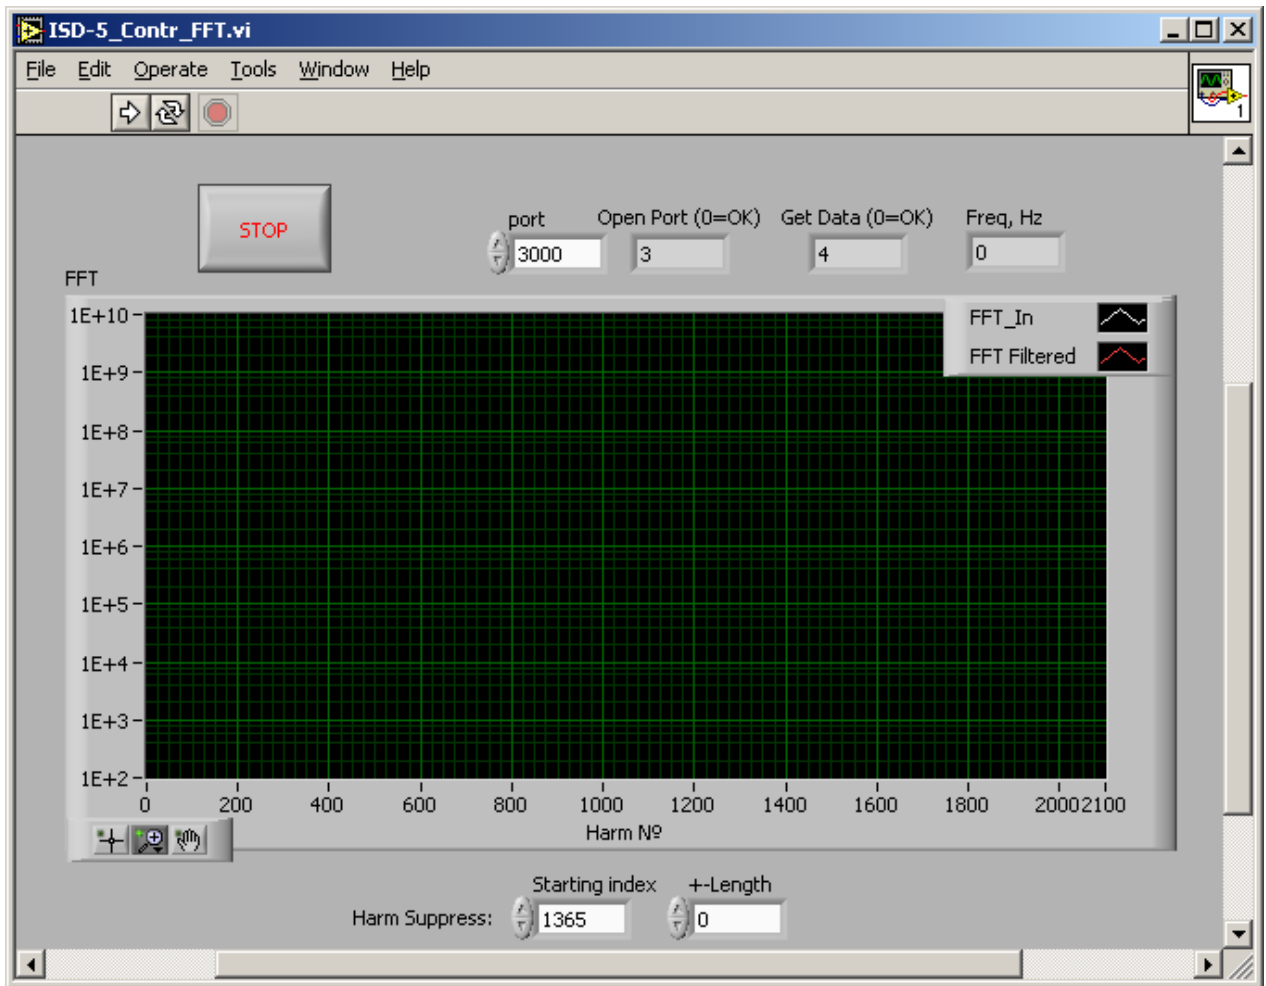 ISD-5_Contr_FFT.vi
File Edit Operate Tools Window Help
1
STOP
port Open Port (0=OK) Get Data (0=OK) Freq, Hz
3000 3 4 0
FFT
FFT_In
FFT Filtered
1E+10
1E+9
1E+8
1E+7
1E+6
1E+5
1E+4
1E+3
1E+2
0 200 400 600 800 1000 1200 1400 1600 1800 2000 2100
Harm Nº
Starting index +-Length
Harm Suppress: 1365 0